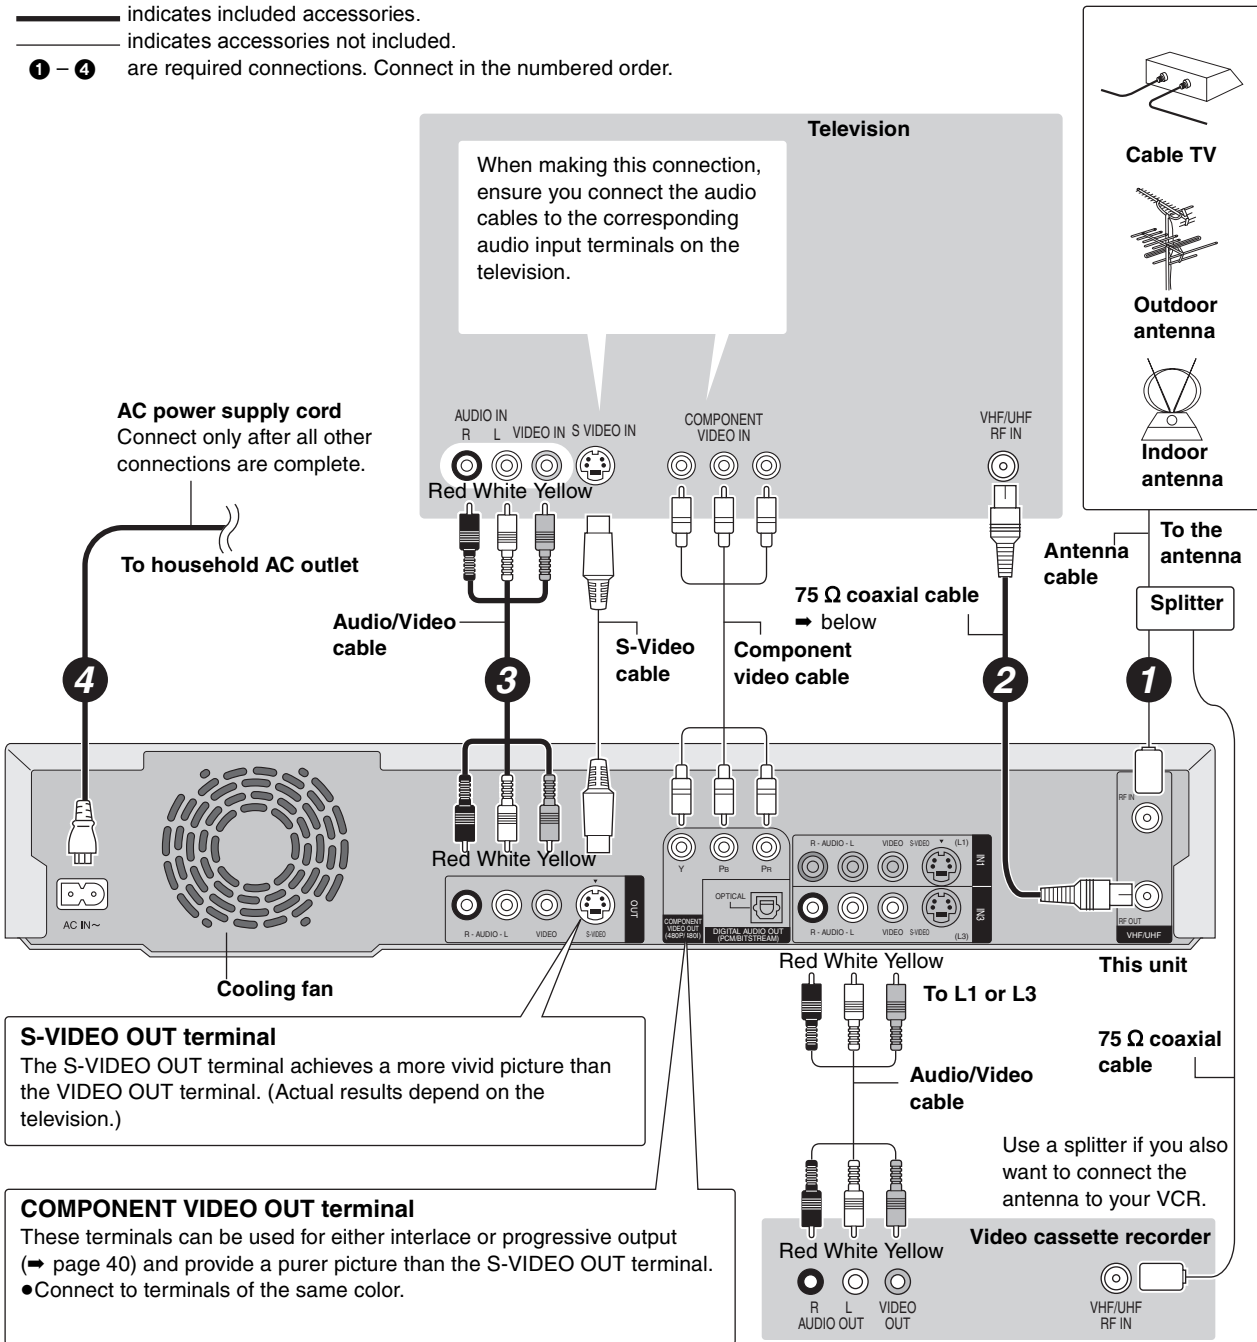 indicates included accessories.
indicates accessories not included.
❶ – ❹ are required connections. Connect in the numbered order.
Television
When making this connection,
ensure you connect the audio
cables to the corresponding
audio input terminals on the
television.
Cable TV
Outdoor
antenna
Indoor
antenna
AC power supply cord
Connect only after all other
connections are complete.
AUDIO IN
R L VIDEO IN S VIDEO IN
COMPONENT
VIDEO IN
VHF/UHF
RF IN
Red White Yellow
To household AC outlet
Antenna
cable
To the
antenna
Splitter
Audio/Video
cable
S-Video
cable
Component
video cable
75 Ω coaxial cable
➡ below
4
3
2
1
Red White Yellow
AC IN~
R - AUDIO - L VIDEO S-VIDEO
OUT
Y PB PR
OPTICAL
COMPONENT
VIDEO OUT
(480P/480I)
DIGITAL AUDIO OUT
(PCM/BITSTREAM)
R - AUDIO - L VIDEO S-VIDEO (L1)
IN1
R - AUDIO - L VIDEO S-VIDEO (L3)
IN3
RF IN
RF OUT
VHF/UHF
Cooling fan
This unit
Red White Yellow
To L1 or L3
S-VIDEO OUT terminal
The S-VIDEO OUT terminal achieves a more vivid picture than
the VIDEO OUT terminal. (Actual results depend on the
television.)
75 Ω coaxial
cable
Audio/Video
cable
Use a splitter if you also
want to connect the
antenna to your VCR.
COMPONENT VIDEO OUT terminal
These terminals can be used for either interlace or progressive output
(➡ page 40) and provide a purer picture than the S-VIDEO OUT terminal.
●Connect to terminals of the same color.
Video cassette recorder
Red White Yellow
R L VIDEO
AUDIO OUT OUT
VHF/UHF
RF IN